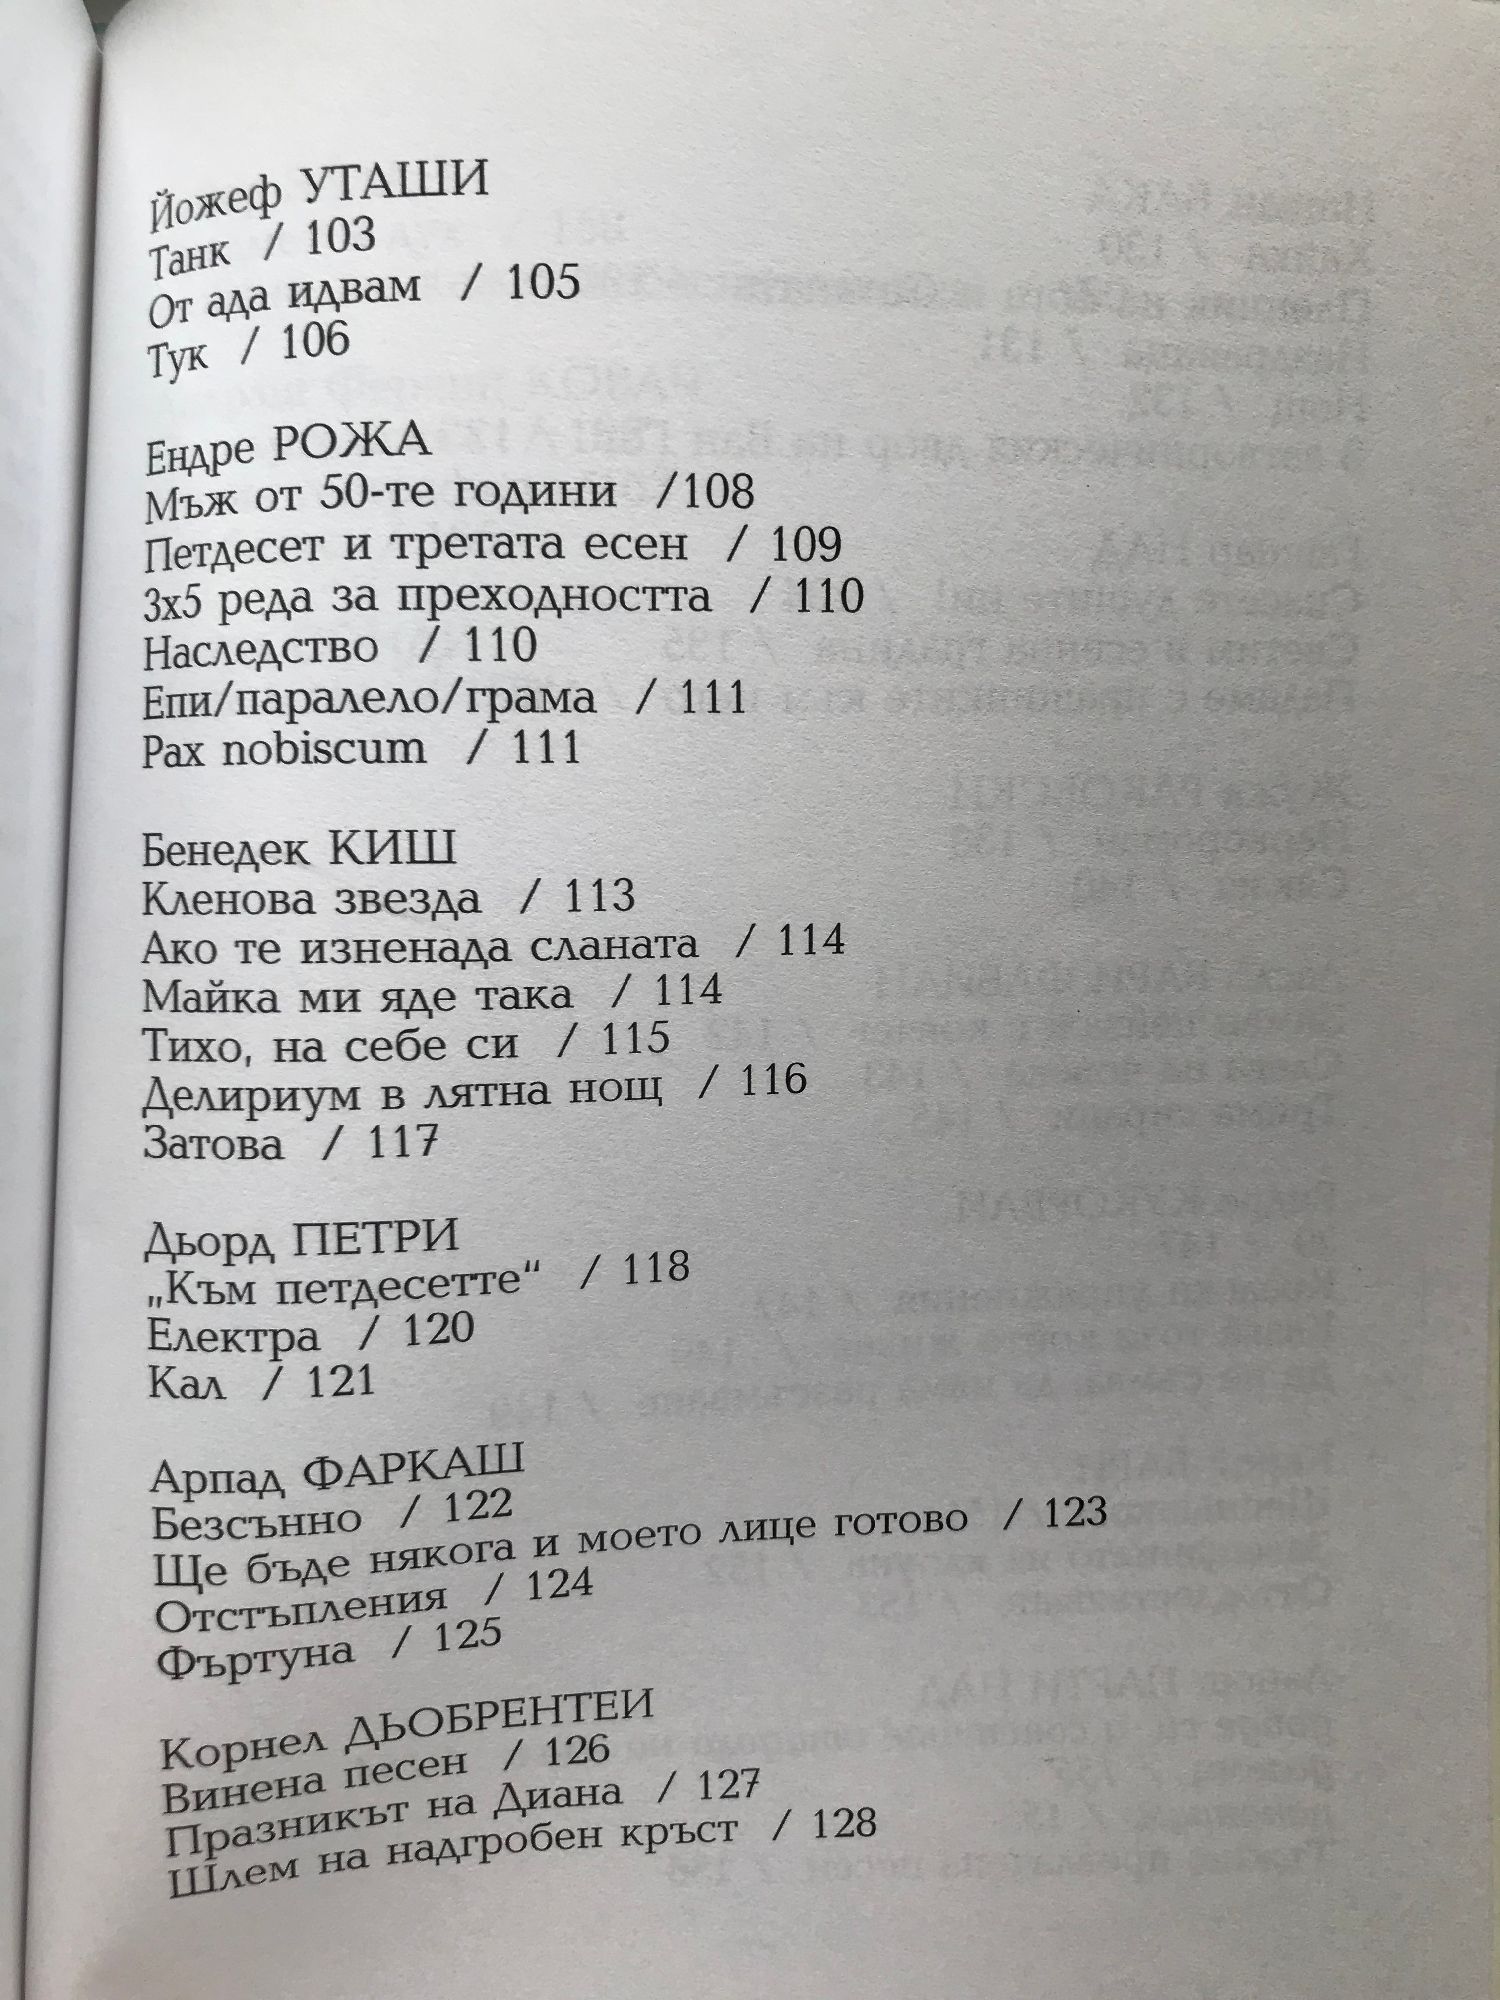 Йожеф УТАШИ
Танк / 103
От ада идвам / 105
Тук / 106
Ендре РОЖА
Мъж от 50-те години /108
Петдесет и третата есен / 109
3х5 реда за преходността / 110
Наследство / 110
Епи/паралело/грама / 111
Pax nobiscum / 111
Бенедек КИШ
Кленова звезда / 113
Ако те изненада сланата / 114
Майка ми яде така / 114
Тихо, на себе си / 115
Делириум в лятна нощ / 116
Затова / 117
Дьорд ПЕТРИ
„Към петдесетте“ / 118
Електра / 120
Кал / 121
Арпад ФАРКАШ
Безсънно / 122
Ще бъде някога и моето лице готово / 123
Отстъпления / 124
Фъртуна / 125
Корнел ДЬОБРЕНТЕИ
Винена песен / 126
Празникът на Диана / 127
Шлем на надгробен кръст / 128